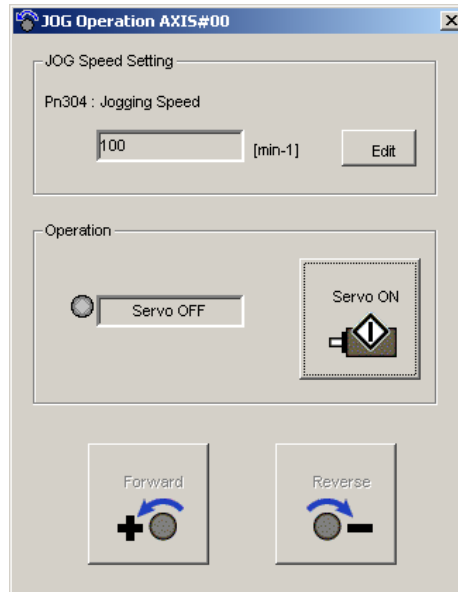 JOG Operation AXIS#00
JOG Speed Setting
Pn304 : Jogging Speed
100 [min-1] Edit
Operation
Servo OFF
Servo ON
Forward
Reverse